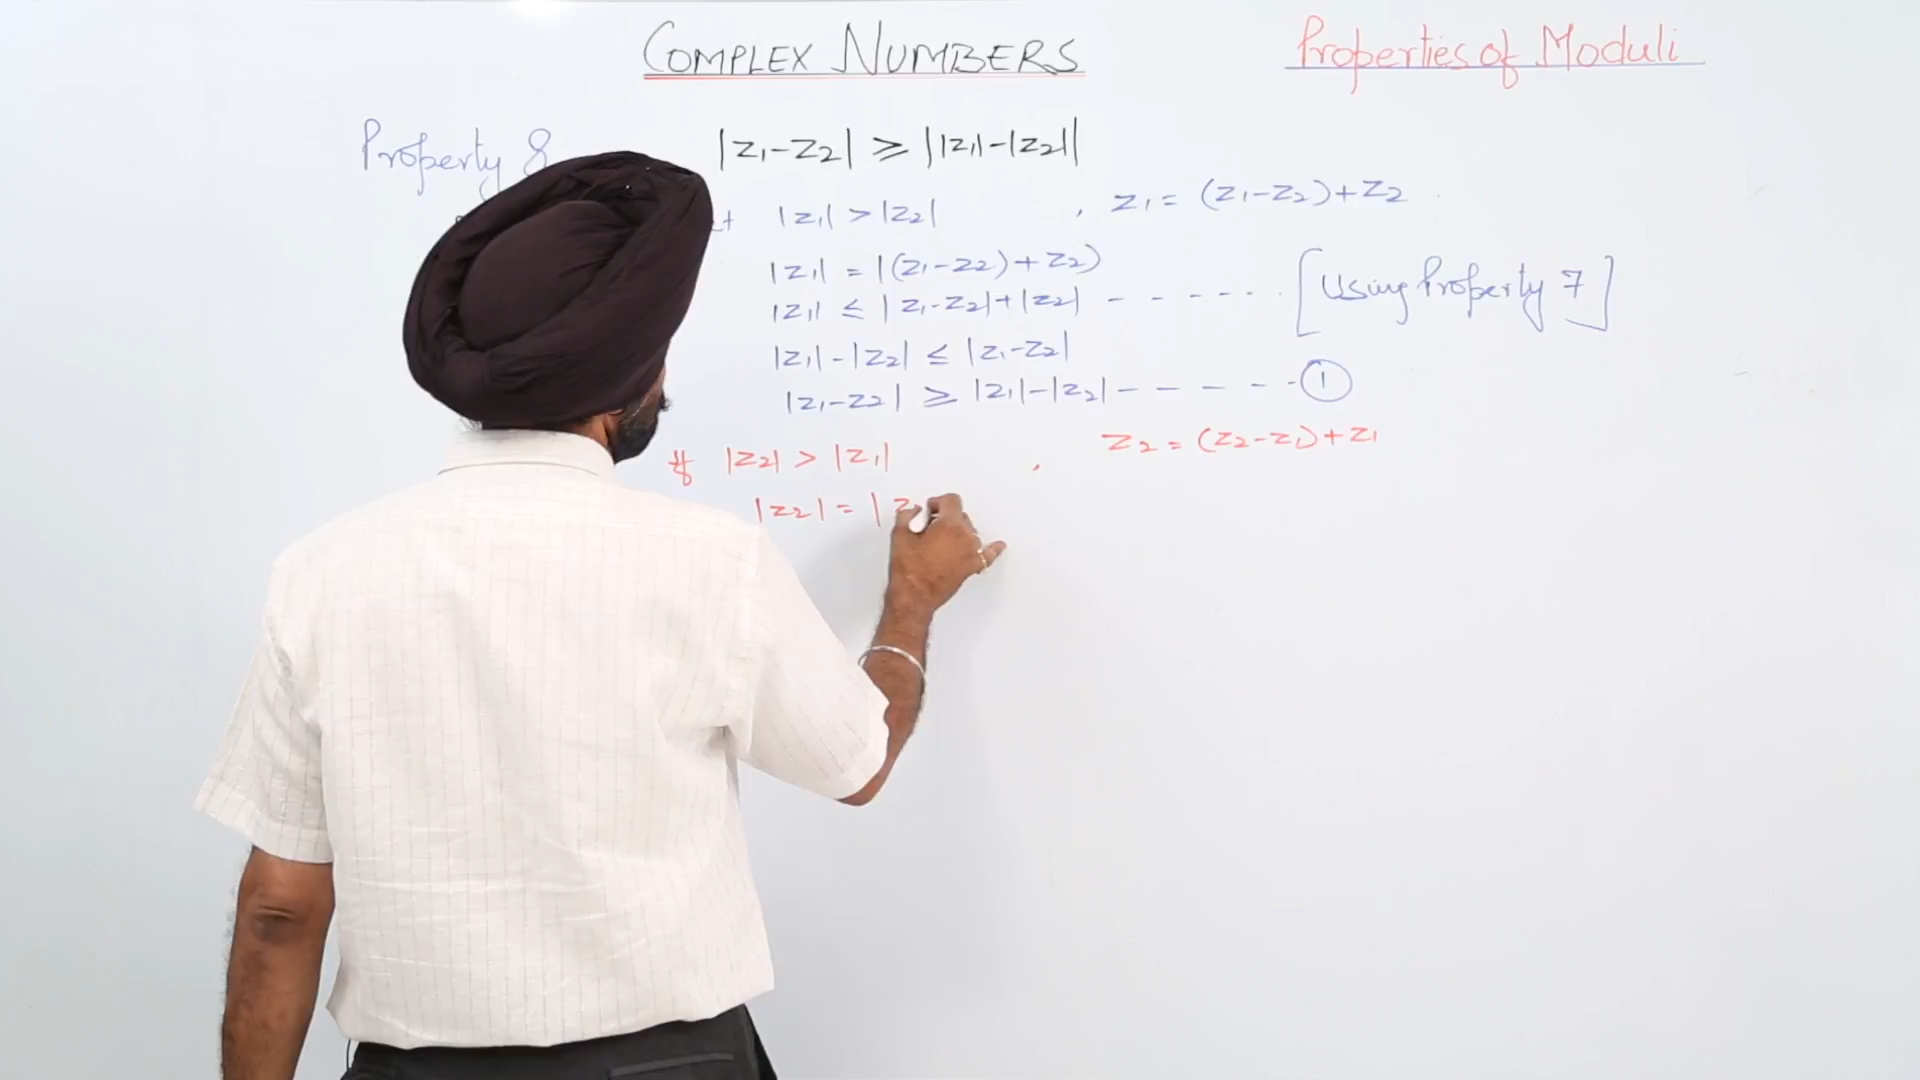 COMPLEX NUMBERS
Properties of Moduli
Property 8
|z₁-z₂| ⩾ ||z₁|-|z₂||
|z₁| > |z₂| , z₁ = (z₁-z₂)+z₂
|z₁| = |(z₁-z₂)+z₂)
|z₁| ≤ |z₁-z₂|+|z₂| - - - - - - [Using Property 7]
|z₁|-|z₂| ≤ |z₁-z₂|
|z₁-z₂| ⩾ |z₁|-|z₂| - - - - - - ①
If |z₂| > |z₁| , z₂ = (z₂-z₁)+z₁
|z₂| = | z₂